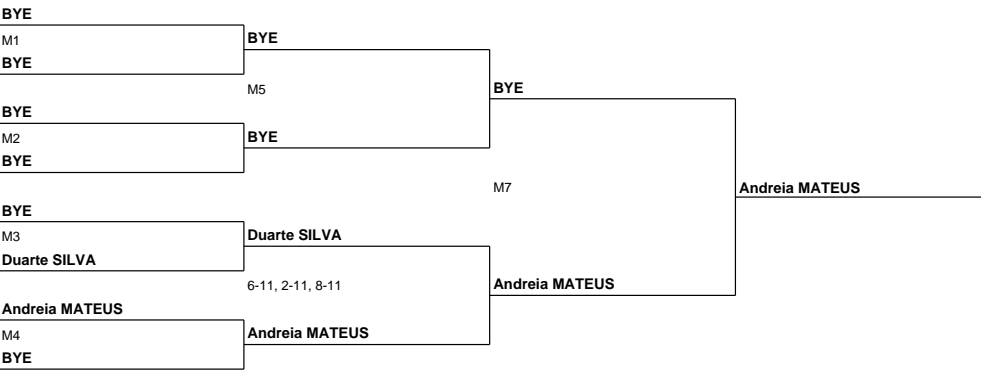 BYE
M1
BYE
BYE
M5
BYE
BYE
M2
BYE
BYE
M7
Andreia MATEUS
BYE
M3
Duarte SILVA
Duarte SILVA
6-11, 2-11, 8-11
Andreia MATEUS
Andreia MATEUS
M4
Andreia MATEUS
BYE